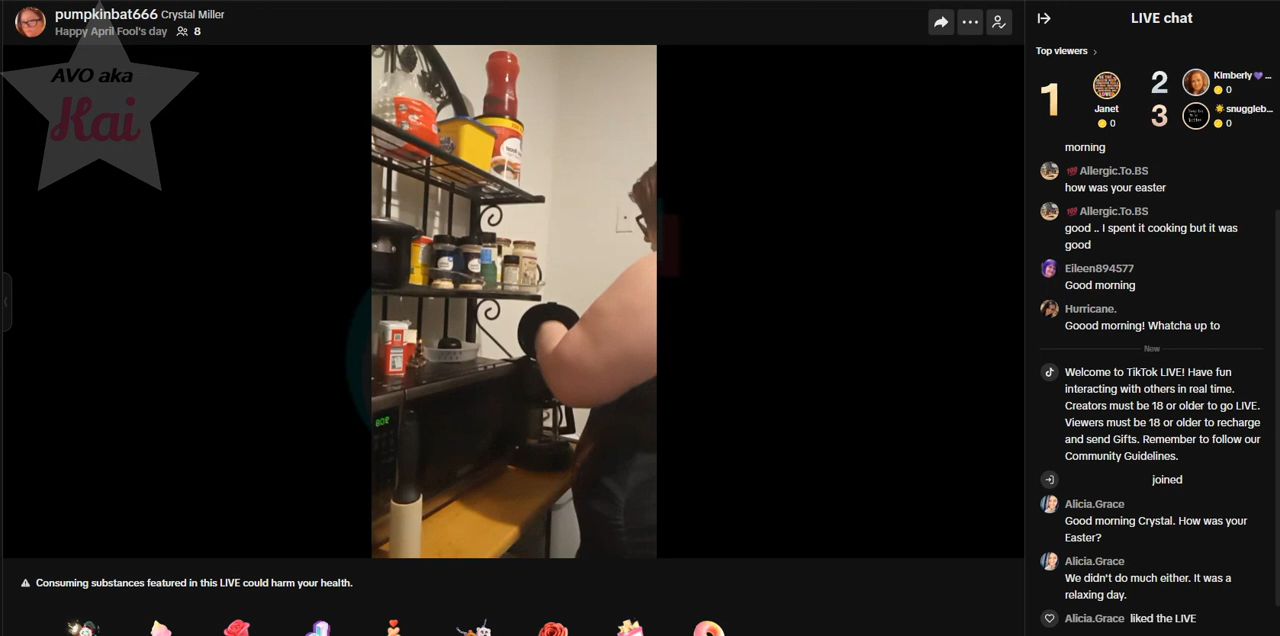 pumpkinbat666 Crystal Miller
Happy April Fool's day 8
AVO aka
Kai
LIVE chat
Top viewers
1
Janet
0
2
Kimberly 💜 ...
0
3
☀️ snuggleb...
0
morning
💯 Allergic.To.BS
how was your easter
💯 Allergic.To.BS
good .. I spent it cooking but it was
good
Eileen894577
Good morning
Hurricane.
Goood morning! Whatcha up to
New
Welcome to TikTok LIVE! Have fun
interacting with others in real time.
Creators must be 18 or older to go LIVE.
Viewers must be 18 or older to recharge
and send Gifts. Remember to follow our
Community Guidelines.
joined
Alicia.Grace
Good morning Crystal. How was your
Easter?
Alicia.Grace
We didn't do much either. It was a
relaxing day.
Alicia.Grace liked the LIVE
Consuming substances featured in this LIVE could harm your health.